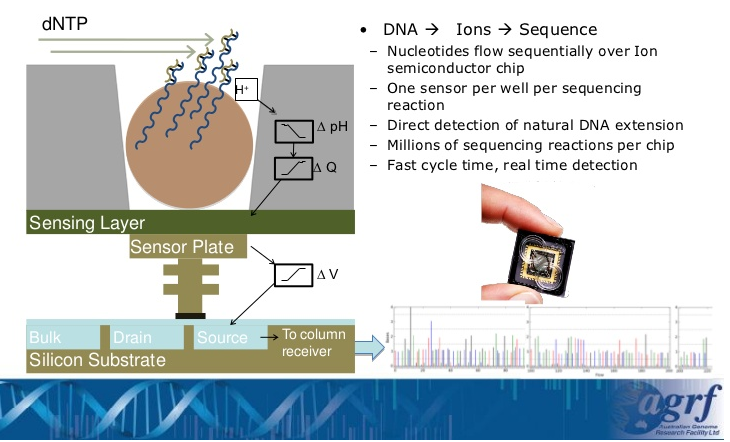 dNTP
H⁺
Δ pH
Δ Q
Sensing Layer
Sensor Plate
Δ V
Bulk
Drain
Source
To column
receiver
Silicon Substrate
• DNA → Ions → Sequence
– Nucleotides flow sequentially over Ion
semiconductor chip
– One sensor per well per sequencing
reaction
– Direct detection of natural DNA extension
– Millions of sequencing reactions per chip
– Fast cycle time, real time detection
agrf
Australian Genome
Research Facility Ltd